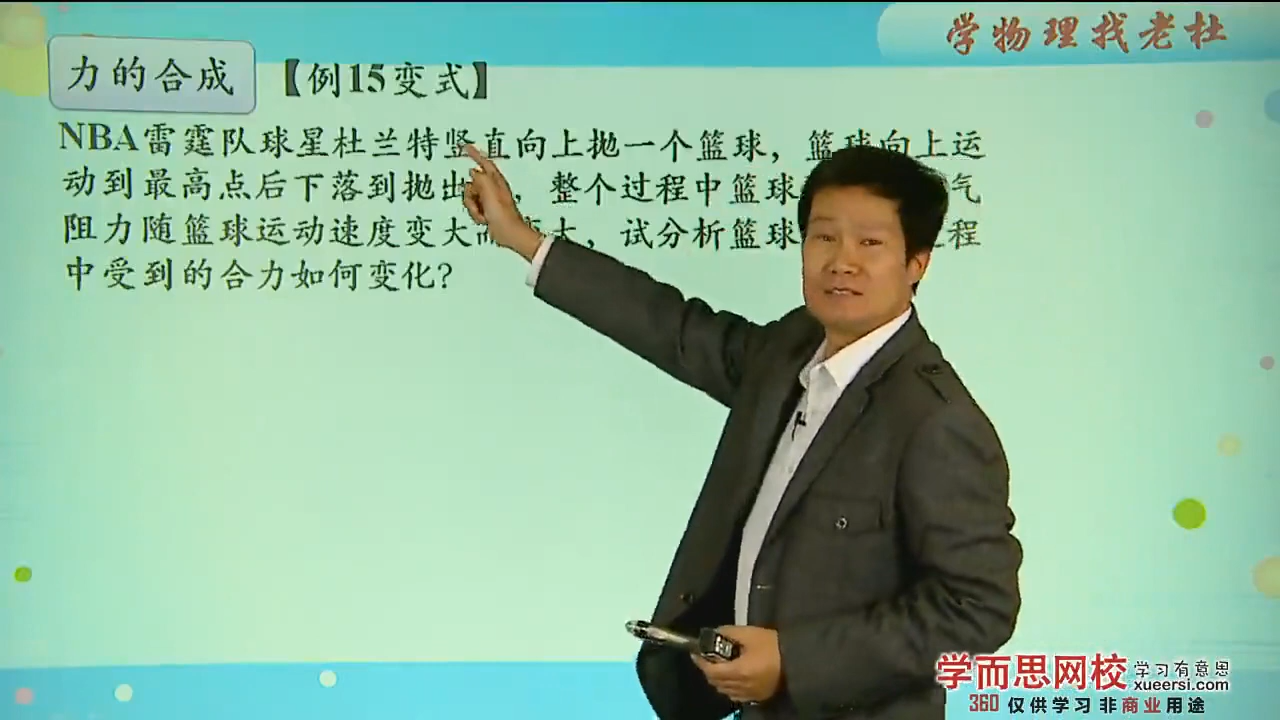 学物理找老杜
力的合成 【例15变式】
NBA雷霆队球星杜兰特竖直向上抛一个篮球，篮球向上运
动到最高点后下落到抛出，整个过程中篮球气
阻力随篮球运动速度变大而变大，试分析篮球程
中受到的合力如何变化？
学而思网校 学习有意思
xueersi.com
360 仅供学习 非商业用途